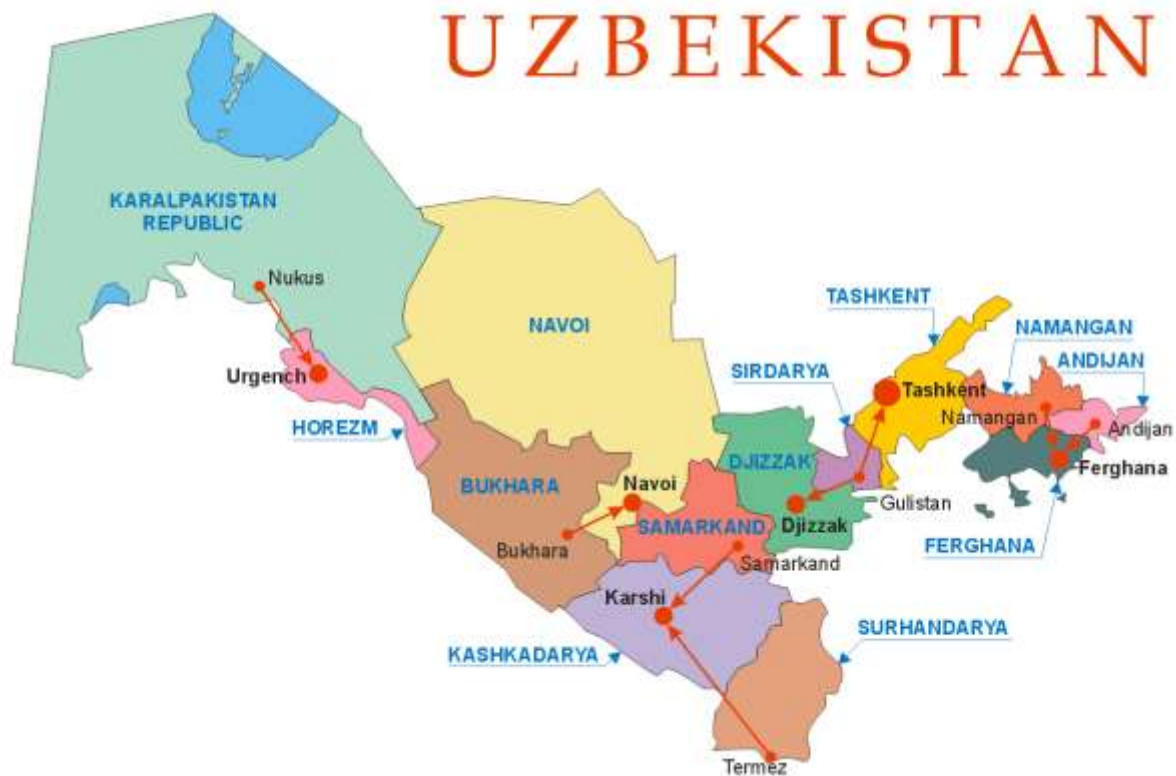 UZBEKISTAN
KARALPAKISTAN
REPUBLIC
Nukus
NAVOI
TASHKENT
NAMANGAN
ANDIJAN
SIRDARYA
Urgench
Tashkent
Namangan
Andijan
HOREZM
DJIZZAK
BUKHARA
Navoi
Ferghana
Gulistan
SAMARKAND
Djizzak
FERGHANA
Bukhara
Samarkand
Karshi
SURHANDARYA
KASHKADARYA
Termez